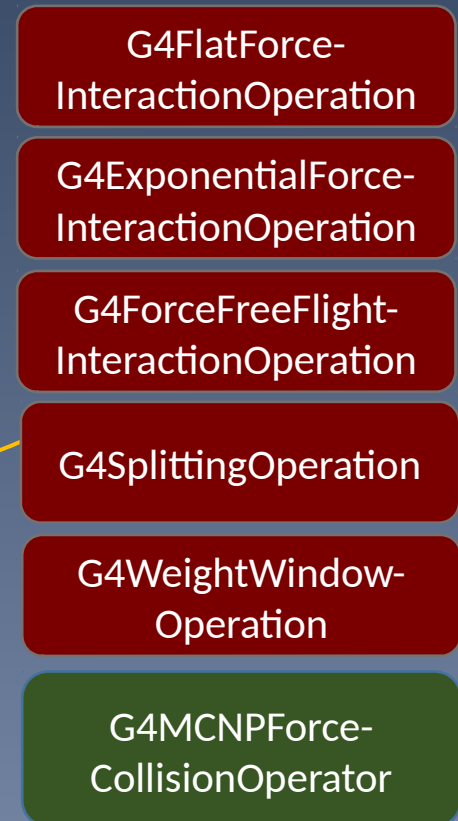 G4FlatForce-
InteractionOperation
G4ExponentialForce-
InteractionOperation
G4ForceFreeFlight-
InteractionOperation
G4SplittingOperation
G4WeightWindow-
Operation
G4MCNPForce-
CollisionOperator